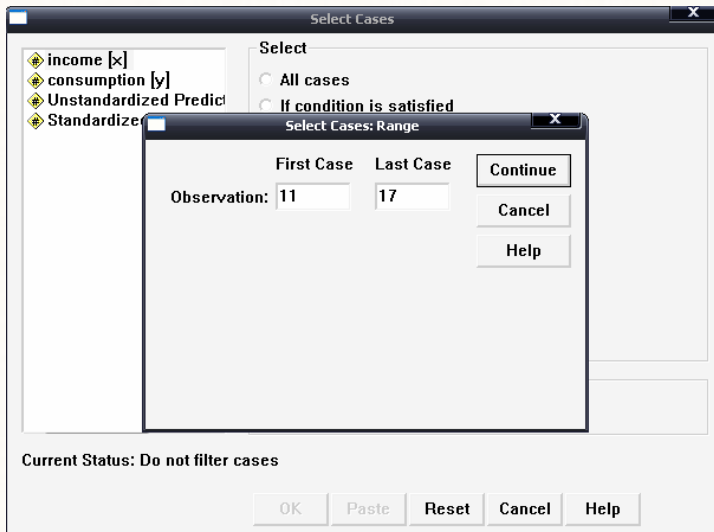 Select Cases
X
income [x]
consumption [y]
Unstandardized Predict
Standardized
Select
All cases
If condition is satisfied
Select Cases: Range
X
First Case Last Case
Observation: 11 17
Continue
Cancel
Help
Current Status: Do not filter cases
OK Paste Reset Cancel Help